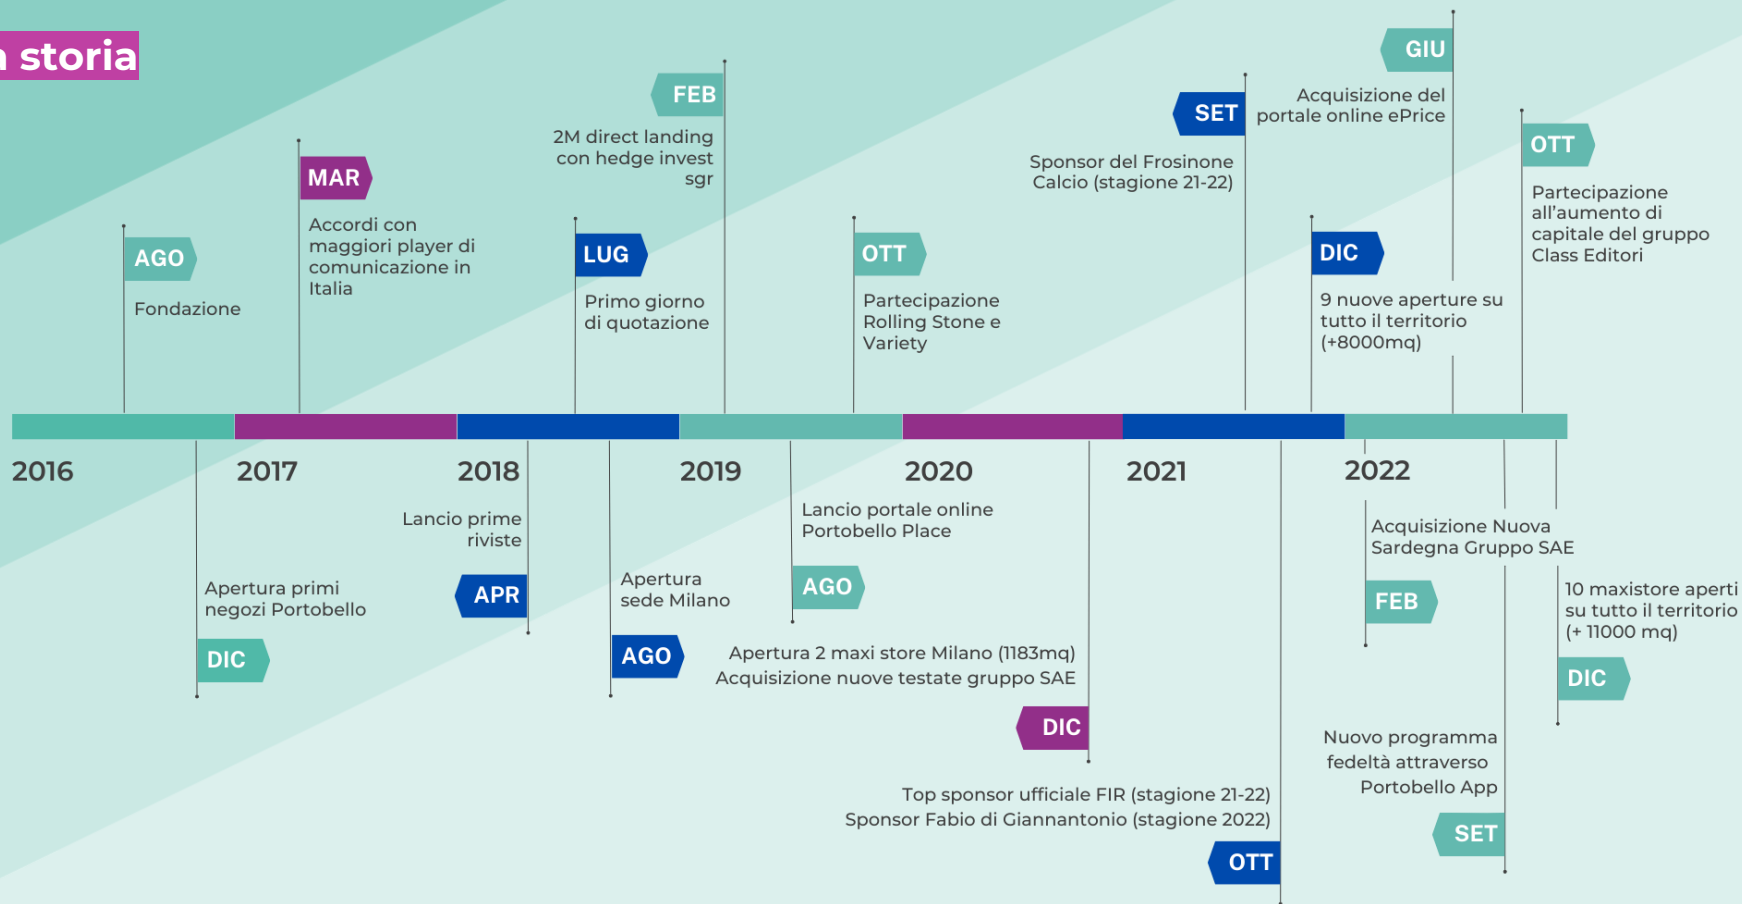 a storia
AGO
Fondazione
MAR
Accordi con
maggiori player di
comunicazione in
Italia
FEB
2M direct landing
con hedge invest
sgr
LUG
Primo giorno
di quotazione
OTT
Partecipazione
Rolling Stone e
Variety
SET
Sponsor del Frosinone
Calcio (stagione 21-22)
GIU
Acquisizione del
portale online ePrice
DIC
9 nuove aperture su
tutto il territorio
(+8000mq)
OTT
Partecipazione
all'aumento di
capitale del gruppo
Class Editori
2016
2017
2018
2019
2020
2021
2022
Apertura primi
negozi Portobello
DIC
Lancio prime
riviste
APR
Apertura
sede Milano
AGO
Lancio portale online
Portobello Place
AGO
Apertura 2 maxi store Milano (1183mq)
Acquisizione nuove testate gruppo SAE
DIC
Top sponsor ufficiale FIR (stagione 21-22)
Sponsor Fabio di Giannantonio (stagione 2022)
OTT
Acquisizione Nuova
Sardegna Gruppo SAE
FEB
Nuovo programma
fedeltà attraverso
Portobello App
SET
10 maxistore aperti
su tutto il territorio
(+ 11000 mq)
DIC